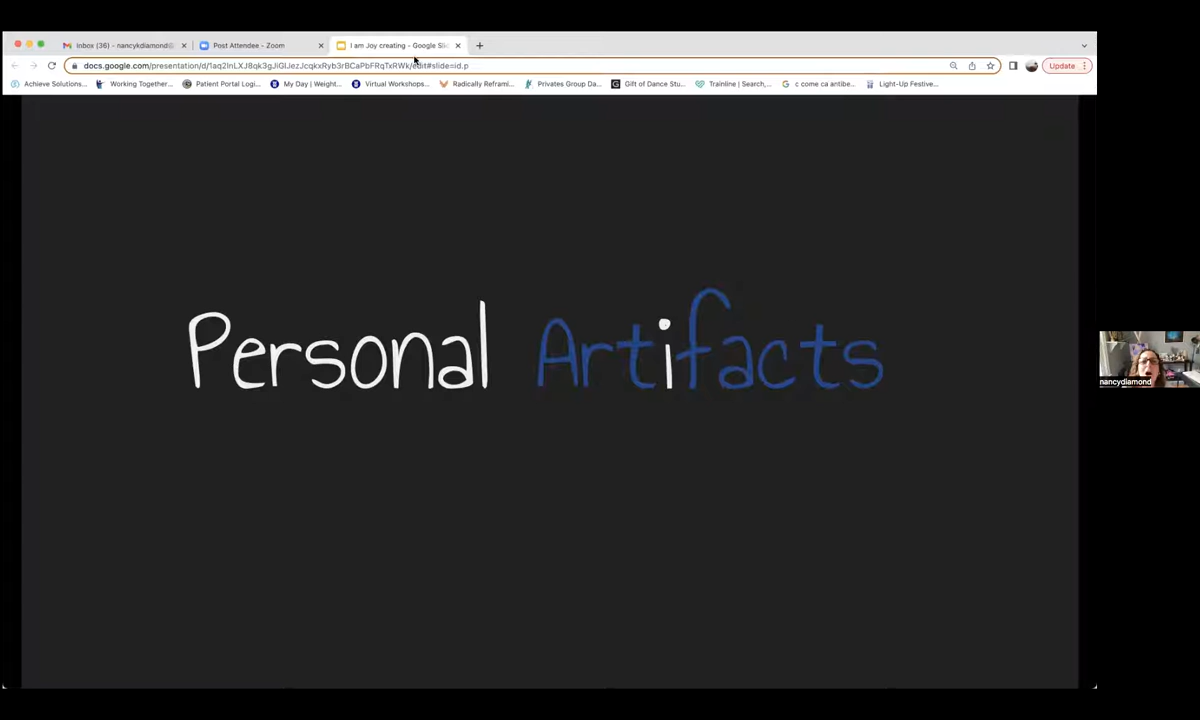 Inbox (36) - nancykdiamond@
Post Attendee - Zoom
I am Joy creating - Google Slid
docs.google.com/presentation/d/
edit#slide=id.p
Update
Achieve Solutions...
Working Together...
Patient Portal Logi...
My Day | Weight...
Virtual Workshops...
Radically Reframi...
Privates Group Da...
Gift of Dance Stu...
Trainline | Search,...
c come ca antibe...
Light-Up Festive...
Personal Artifacts
nancydiamond